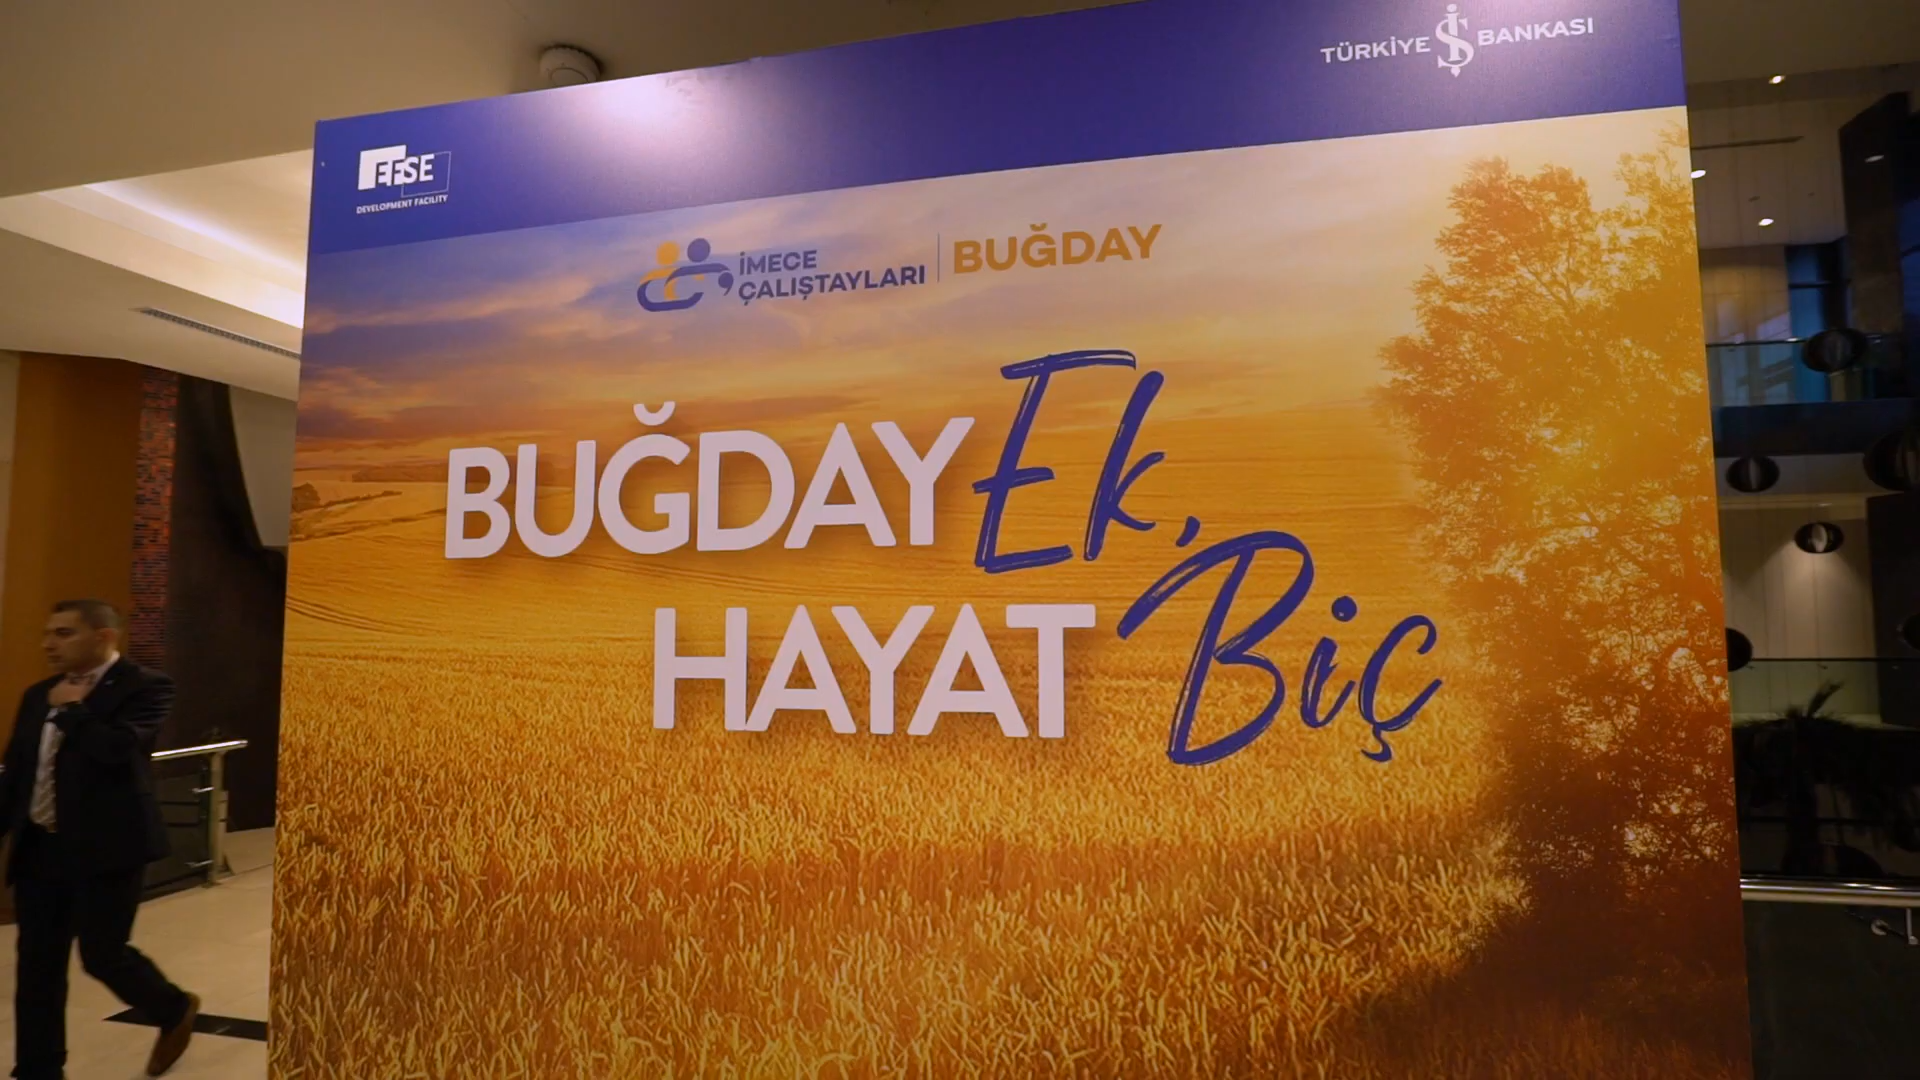 TÜRKİYE İŞ BANKASI
EFSE
DEVELOPMENT FACILITY
İMECE
ÇALIŞTAYLARI
BUĞDAY
BUĞDAY Ek,
HAYAT Biç